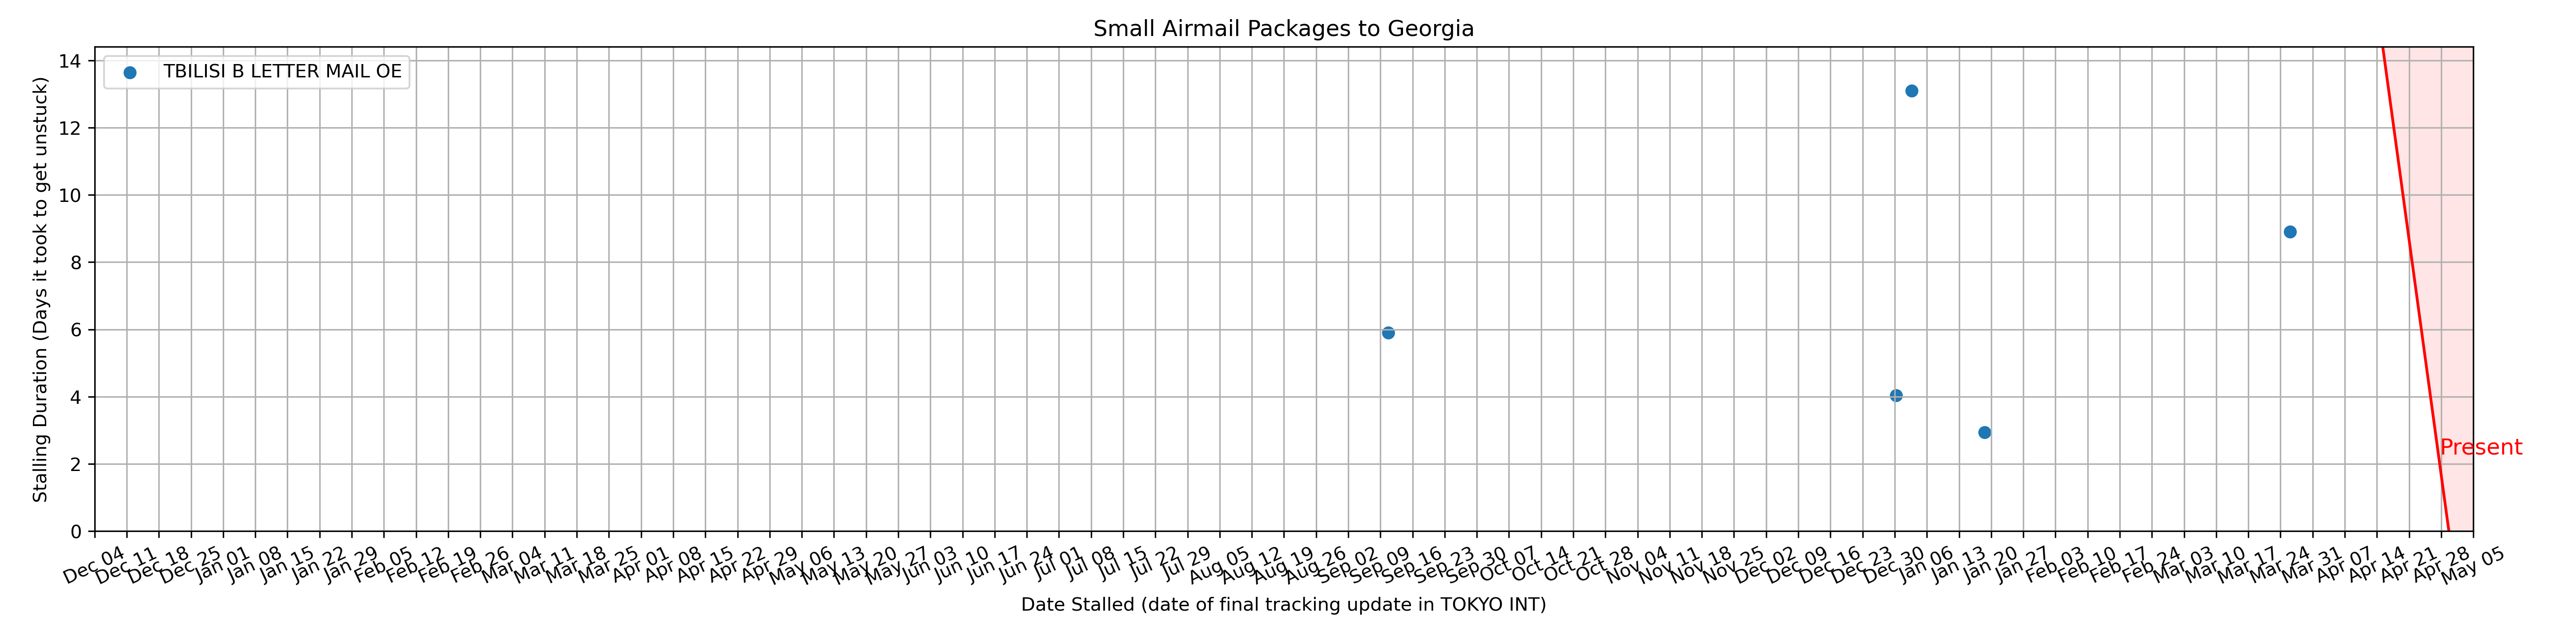 Small Airmail Packages to Georgia
TBILISI B LETTER MAIL OE
Stalling Duration (Days it took to get unstuck)
14
12
10
8
6
4
2
0
Present
Dec 04
Dec 11
Dec 18
Dec 25
Jan 01
Jan 08
Jan 15
Jan 22
Jan 29
Feb 05
Feb 12
Feb 19
Feb 26
Mar 04
Mar 11
Mar 18
Mar 25
Apr 01
Apr 08
Apr 15
Apr 22
Apr 29
May 06
May 13
May 20
May 27
Jun 03
Jun 10
Jun 17
Jun 24
Jul 01
Jul 08
Jul 15
Jul 22
Jul 29
Aug 05
Aug 12
Aug 19
Aug 26
Sep 02
Sep 09
Sep 16
Sep 23
Sep 30
Oct 07
Oct 14
Oct 21
Oct 28
Nov 04
Nov 11
Nov 18
Nov 25
Dec 02
Dec 09
Dec 16
Dec 23
Dec 30
Jan 06
Jan 13
Jan 20
Jan 27
Feb 03
Feb 10
Feb 17
Feb 24
Mar 03
Mar 10
Mar 17
Mar 24
Mar 31
Apr 07
Apr 14
Apr 21
Apr 28
May 05
Date Stalled (date of final tracking update in TOKYO INT)